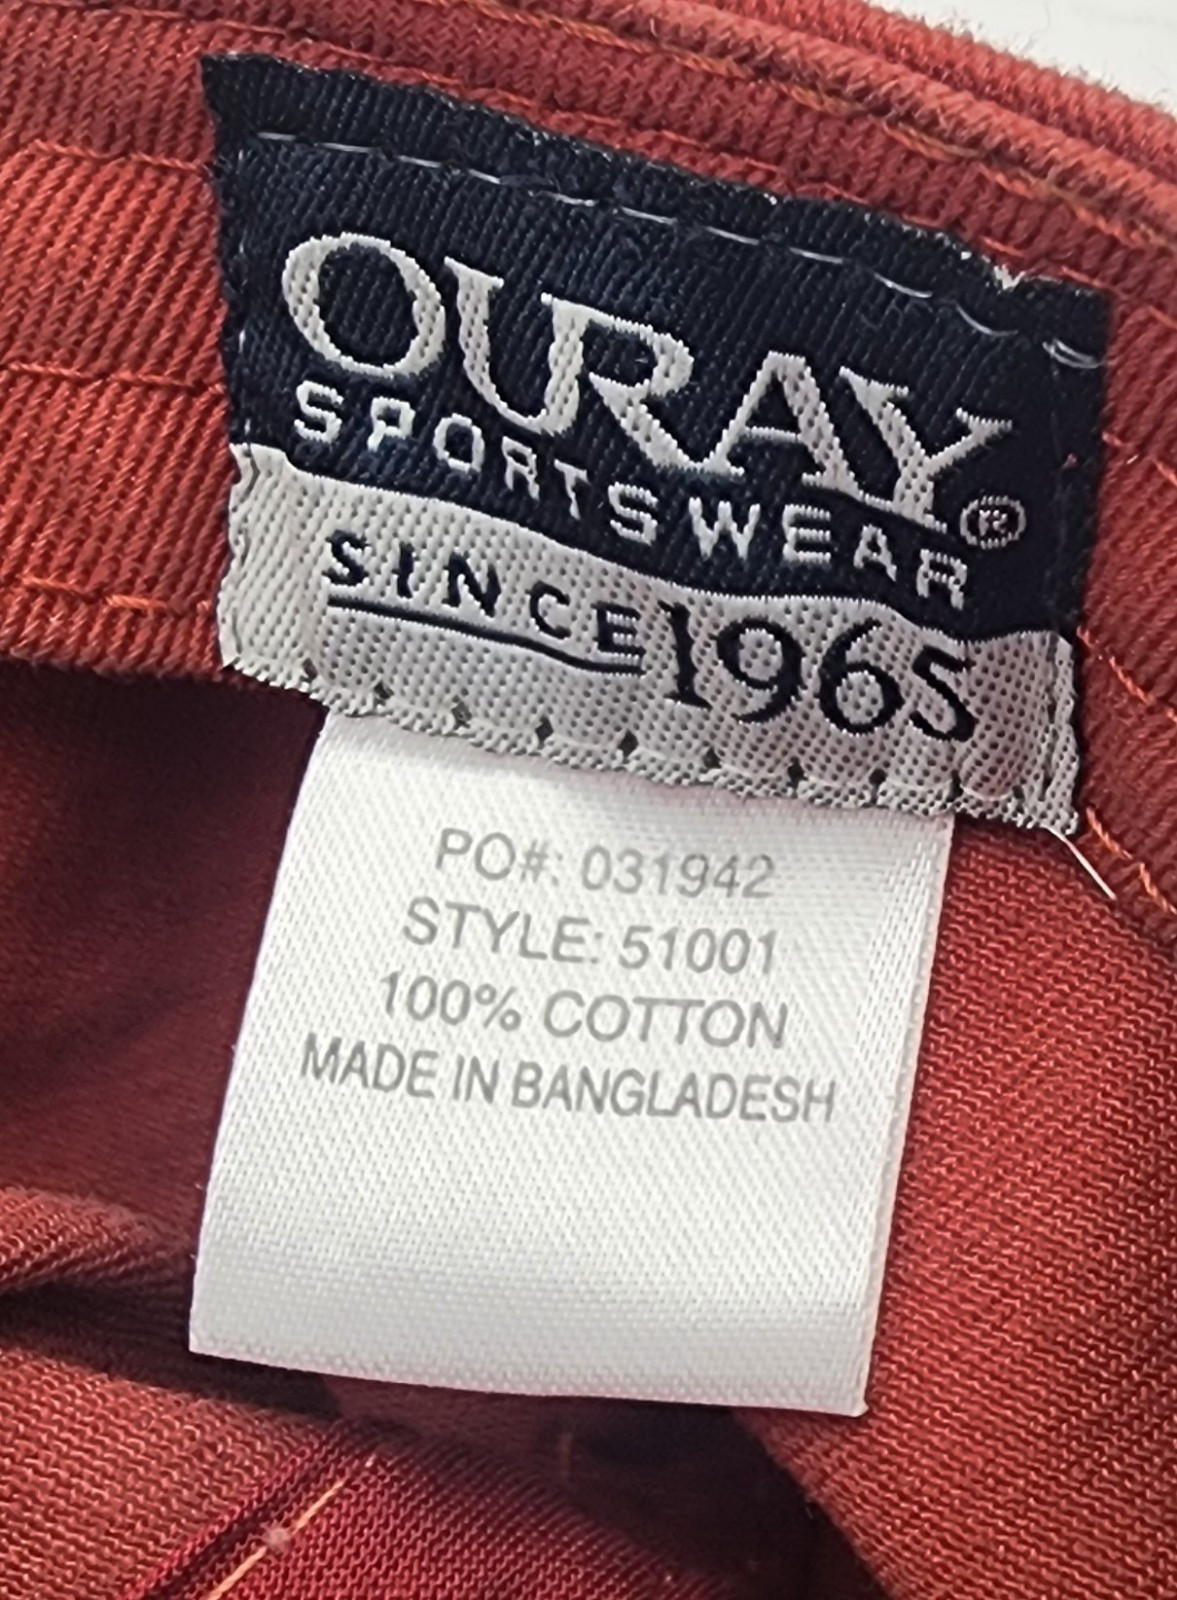 OURAY®
SPORTSWEAR
SINCE 1965
PO#: 031942
STYLE: 51001
100% COTTON
MADE IN BANGLADESH